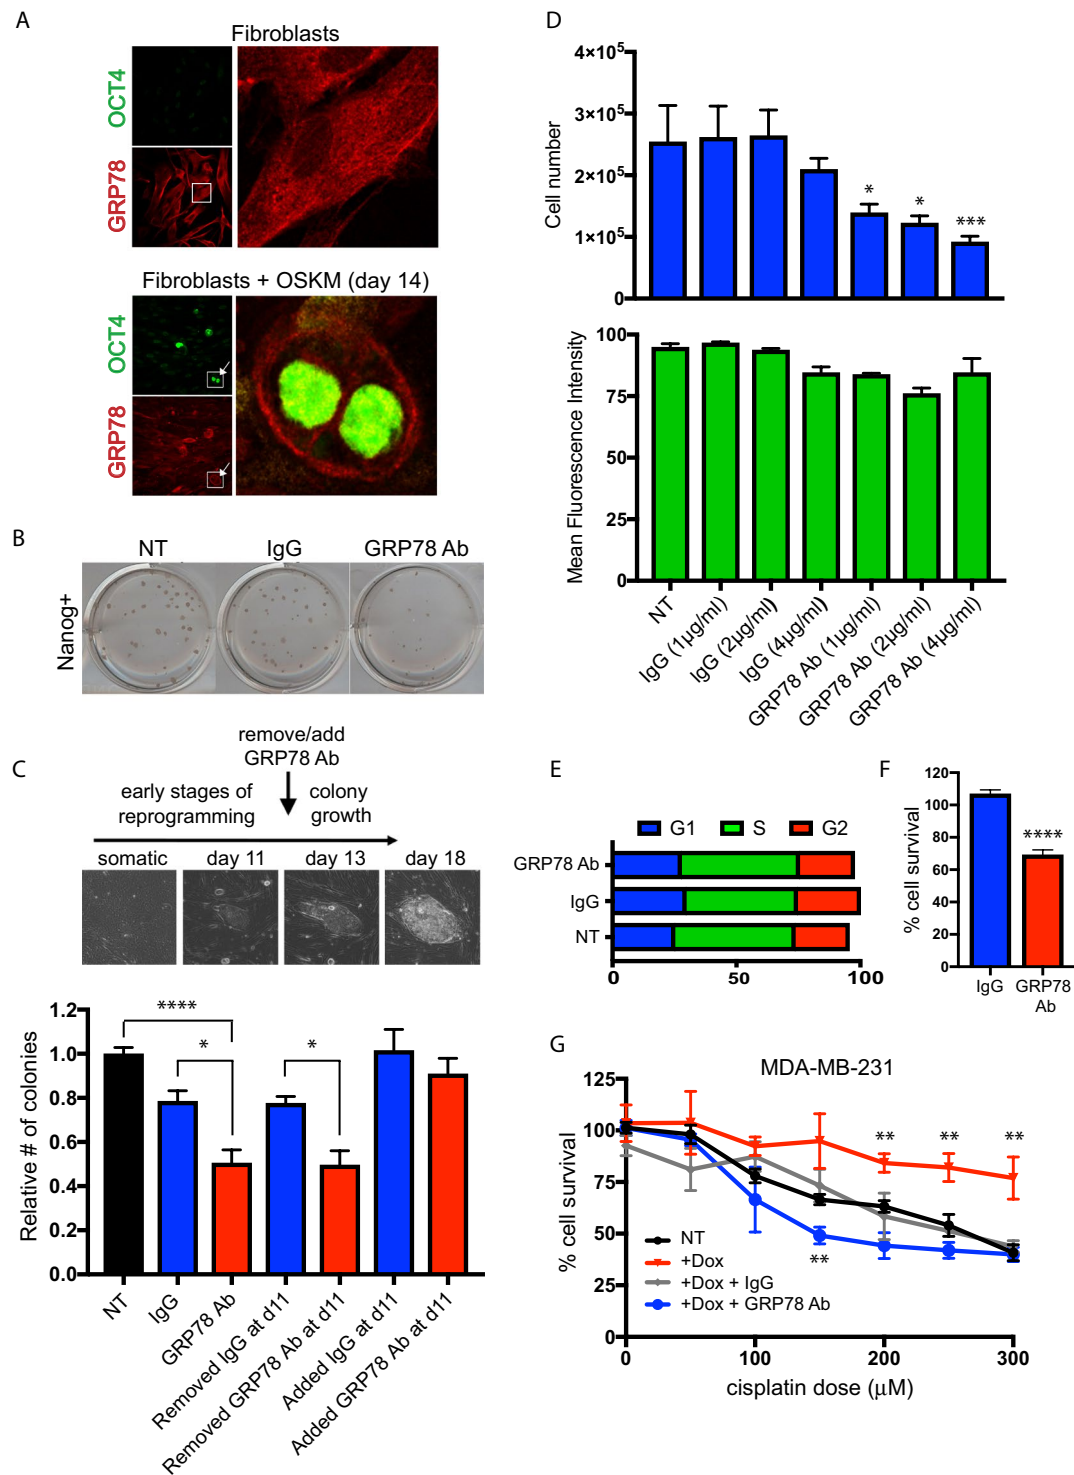 A
Fibroblasts
OCT4
GRP78
Fibroblasts + OSKM (day 14)
OCT4
GRP78
B
NT IgG GRP78 Ab
Nanog+
C
remove/add
GRP78 Ab
early stages of
reprogramming
colony
growth
somatic day 11 day 13 day 18
Relative # of colonies
1.2
1.0
0.8
0.6
0.4
0.2
0.0
****
*
*
NT
IgG
GRP78 Ab
Removed IgG at d11
Removed GRP78 Ab at d11
Added IgG at d11
Added GRP78 Ab at d11
D
Cell number
4×10⁵
3×10⁵
2×10⁵
1×10⁵
0
*
*
***
Mean Fluorescence Intensity
100
75
50
25
0
NT
IgG (1µg/ml)
IgG (2µg/ml)
IgG (4µg/ml)
GRP78 Ab (1µg/ml)
GRP78 Ab (2µg/ml)
GRP78 Ab (4µg/ml)
E
G1 S G2
GRP78 Ab
IgG
NT
0 50 100
F
% cell survival
120
100
80
60
40
20
0
****
IgG GRP78
Ab
G
MDA-MB-231
% cell survival
125
100
75
50
25
0
** ** **
**
NT
+Dox
+Dox + IgG
+Dox + GRP78 Ab
0 100 200 300
cisplatin dose (µM)